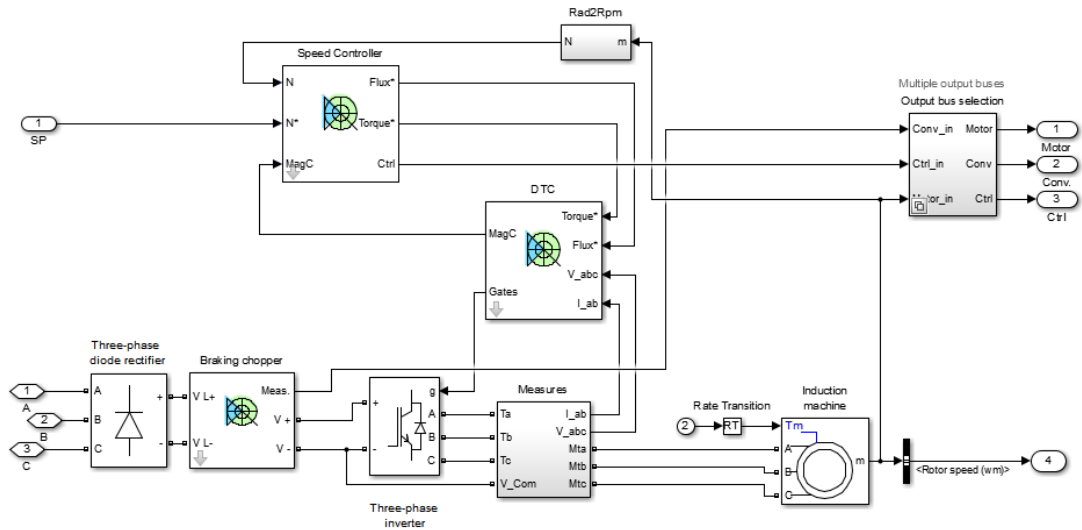 Rad2Rpm
N
m
Speed Controller
N
Flux*
N*
Torque*
MagC
Ctrl
1
SP
Multiple output buses
Output bus selection
Conv_in
Motor
Ctrl_in
Conv
Ctrl
1
Motor
2
Conv.
3
Ctrl
DTC
Torque*
MagC
Flux*
V_abc
Gates
I_ab
Three-phase
diode rectifier
A
+
B
C
-
1
A
2
B
3
C
Braking chopper
V L+
Meas.
V +
V L-
V -
g
+
A
B
-
C
Three-phase
inverter
Measures
Ta
I_ab
V_abc
Tb
Mta
Tc
Mtb
V_Com
Mtc
Rate Transition
2
RT
Induction
machine
Tm
A
B
m
C
<Rotor speed (wm)>
4